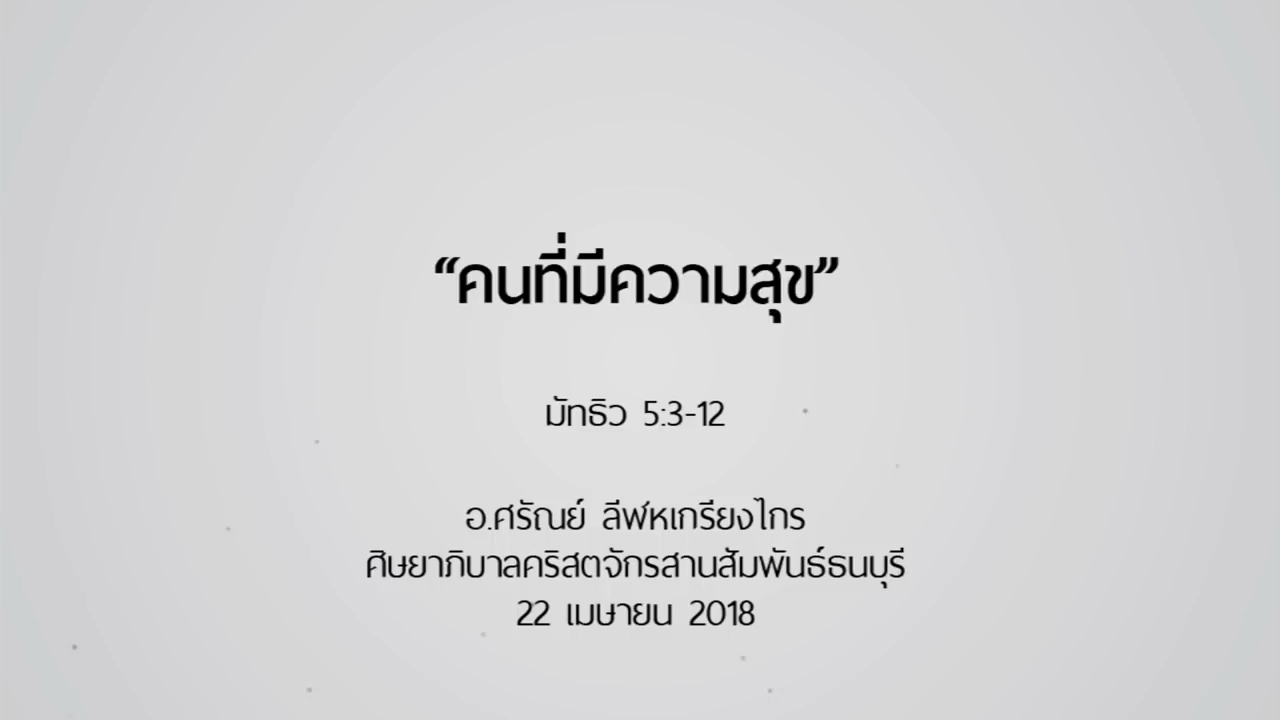 “คนที่มีความสุข”
มัทธิว 5:3-12
อ.ศรัณย์ ลีฬหเกรียงไกร
ศิษยาภิบาลคริสตจักรสานสัมพันธ์ธนบุรี
22 เมษายน 2018